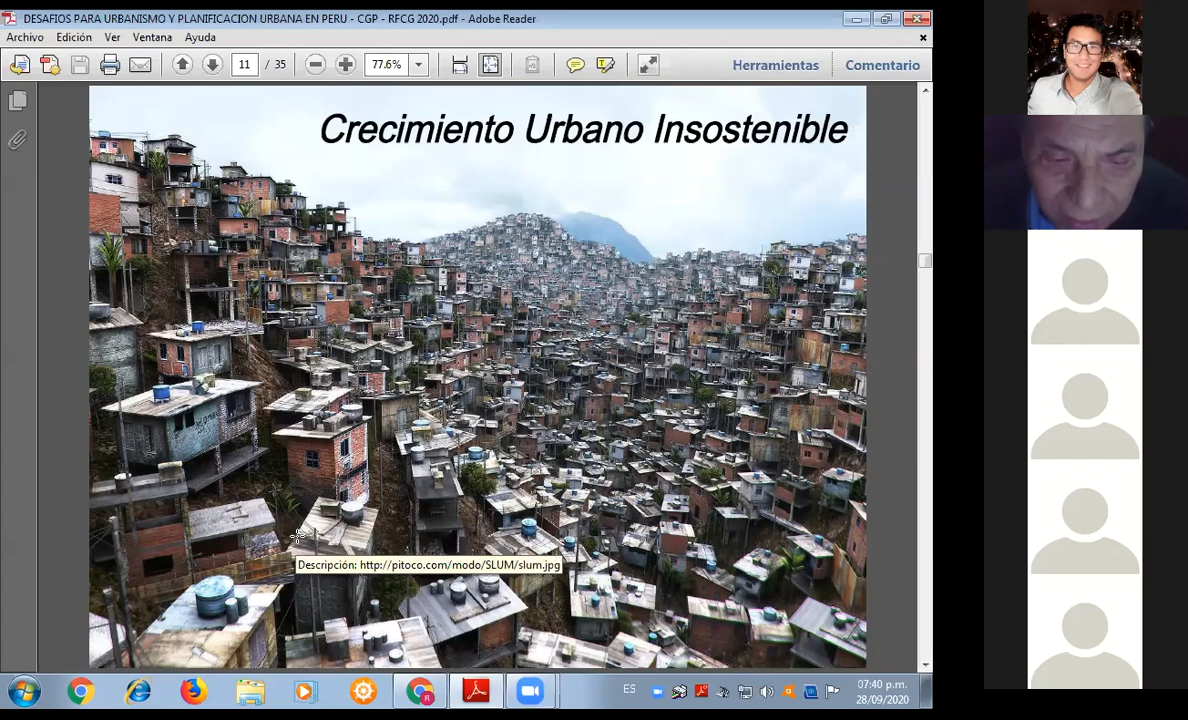 DESAFIOS PARA URBANISMO Y PLANIFICACION URBANA EN PERU - CGP - RFCG 2020.pdf - Adobe Reader
Archivo Edición Ver Ventana Ayuda
11 / 35 77.6% Herramientas Comentario
Crecimiento Urbano Insostenible
Descripción: http://pitoco.com/modo/SLUM/slum.jpg
ES
07:40 p.m.
28/09/2020